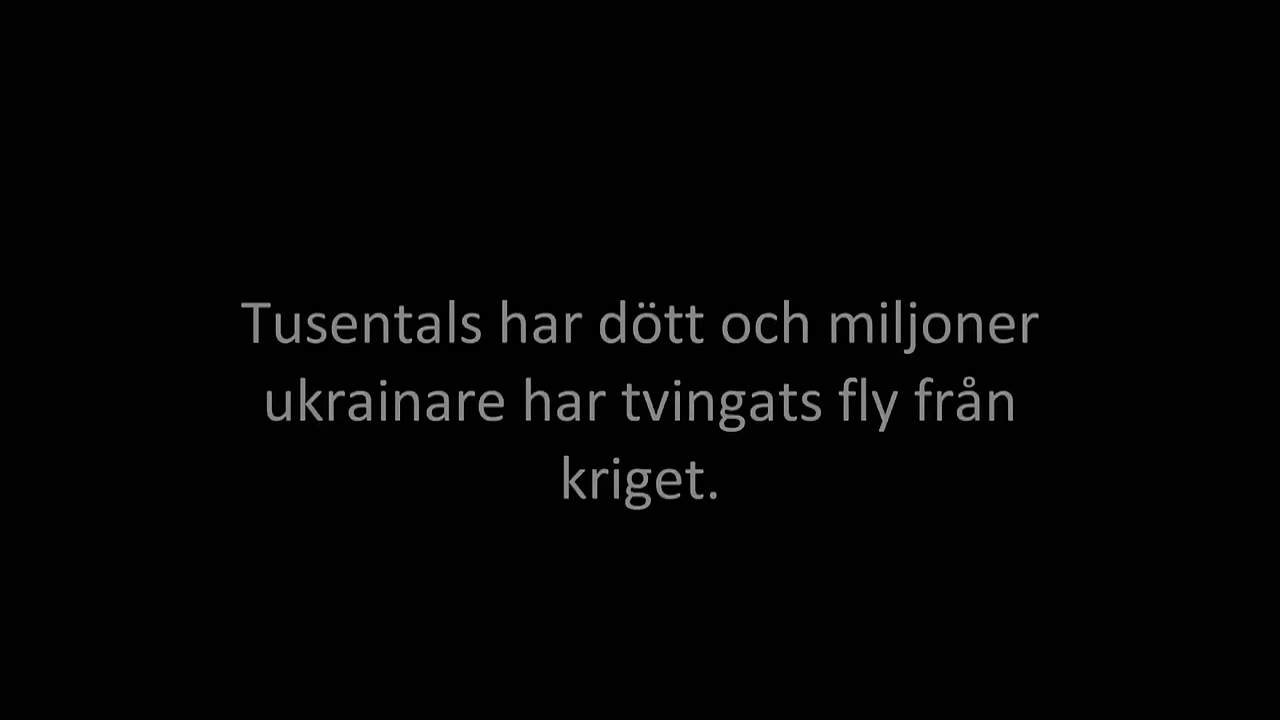 Tusentals har dött och miljoner
ukrainare har tvingats fly från
kriget.